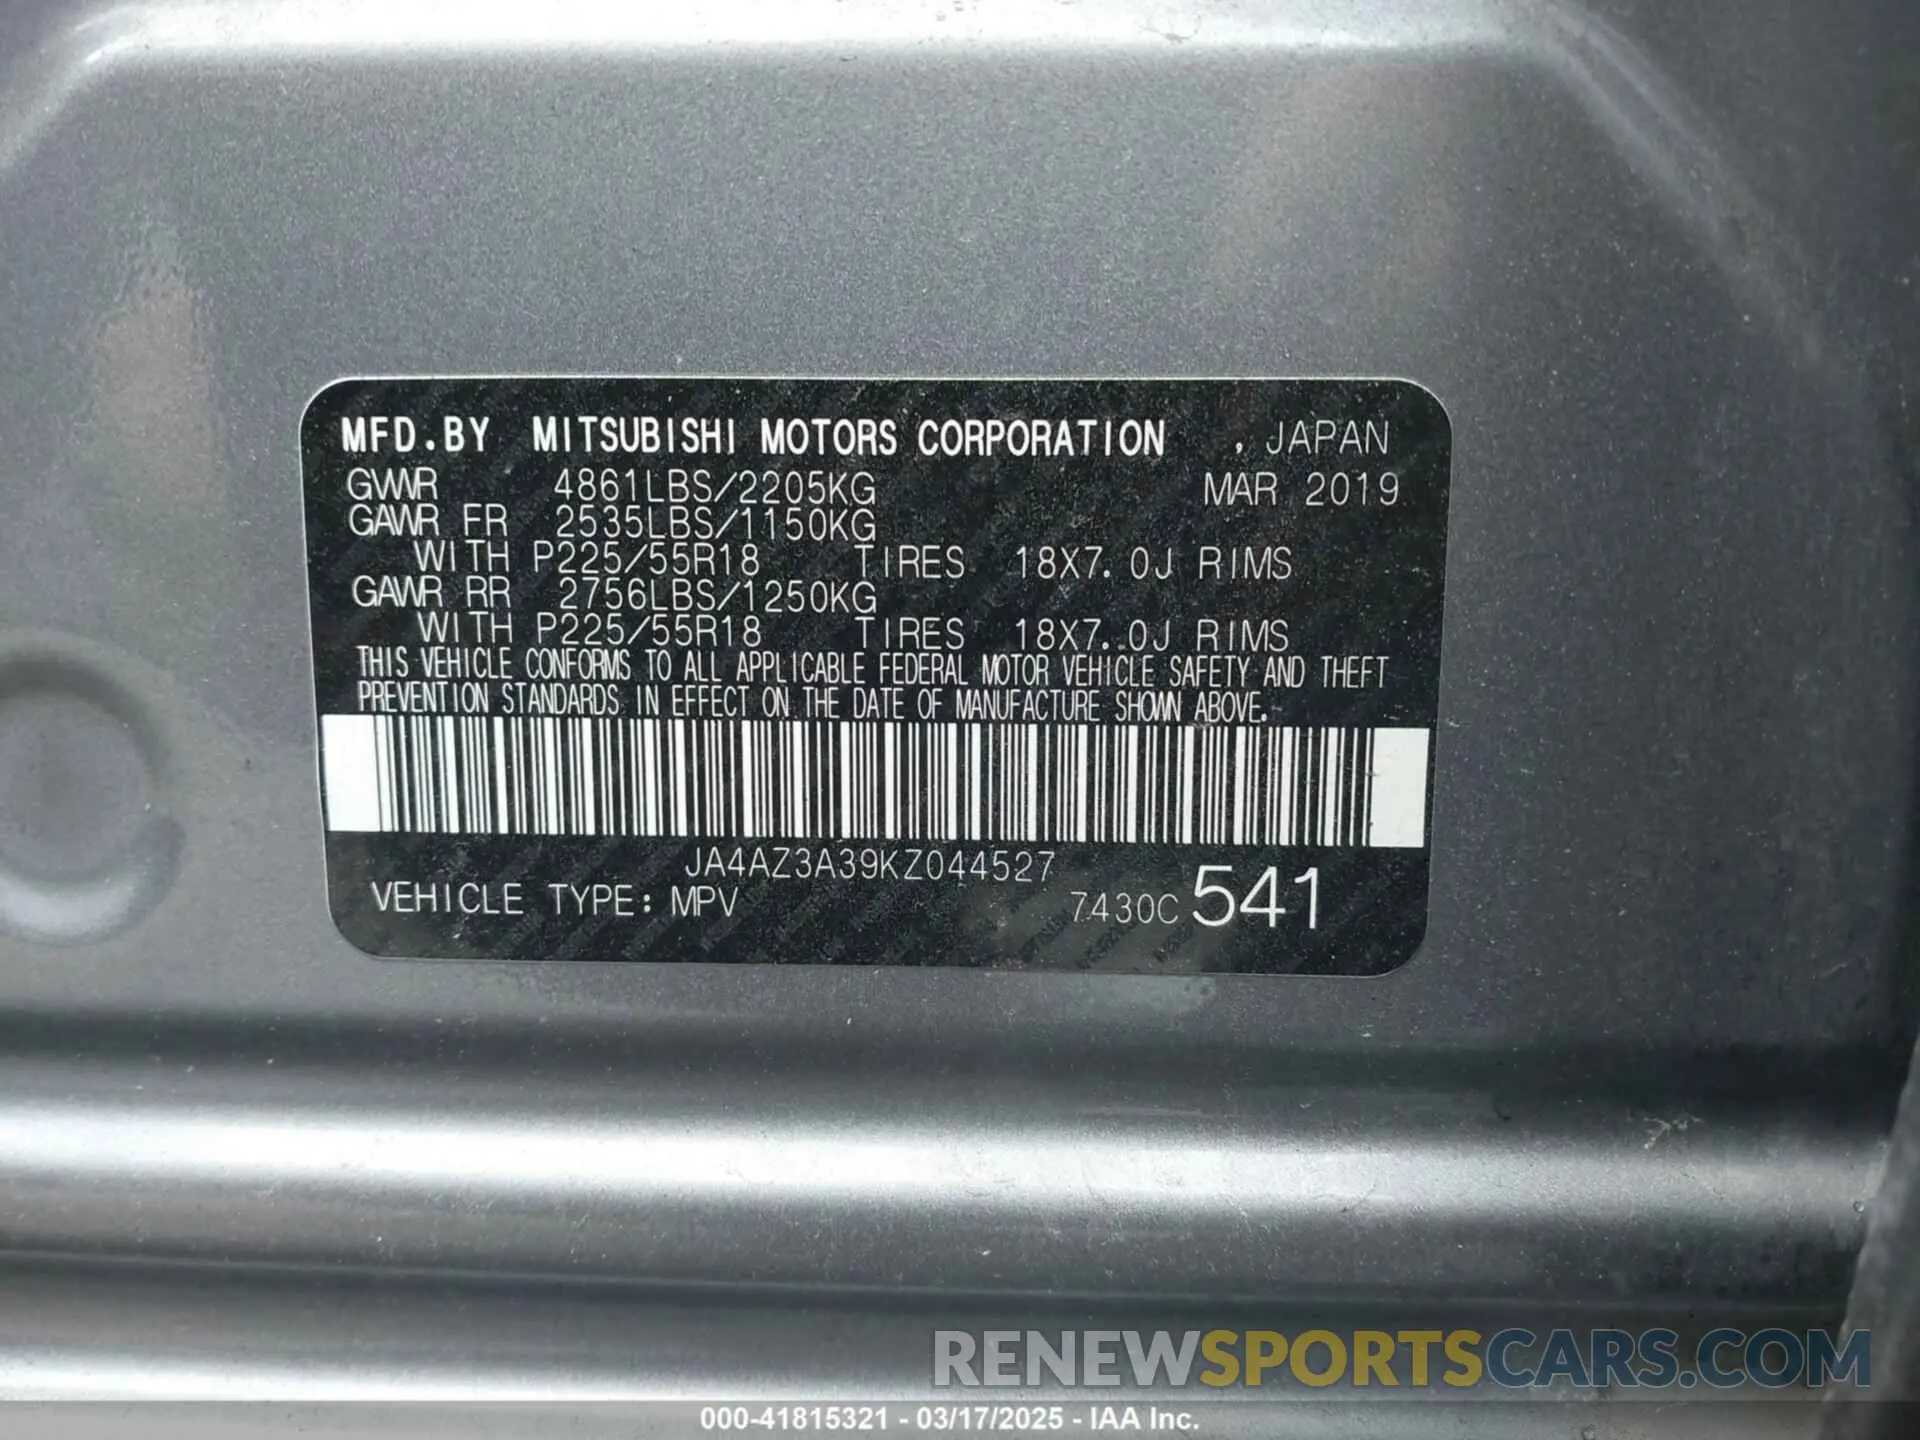 MFD.BY MITSUBISHI MOTORS CORPORATION , JAPAN
GVWR 4861LBS/2205KG MAR 2019
GAWR FR 2535LBS/1150KG
WITH P225/55R18 TIRES 18X7.0J RIMS
GAWR RR 2756LBS/1250KG
WITH P225/55R18 TIRES 18X7.0J RIMS
THIS VEHICLE CONFORMS TO ALL APPLICABLE FEDERAL MOTOR VEHICLE SAFETY AND THEFT
PREVENTION STANDARDS IN EFFECT ON THE DATE OF MANUFACTURE SHOWN ABOVE.
JA4AZ3A39KZ044527
VEHICLE TYPE: MPV 7430C 541
RENEWSPORTSCARS.COM
000-41815321 - 03/17/2025 - IAA Inc.